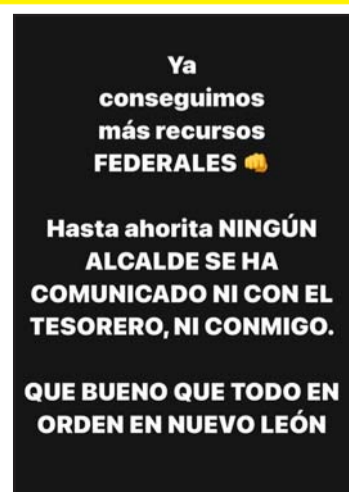 Ya
conseguimos
más recursos
FEDERALES 👊
Hasta ahorita NINGÚN
ALCALDE SE HA
COMUNICADO NI CON EL
TESORERO, NI CONMIGO.
QUE BUENO QUE TODO EN
ORDEN EN NUEVO LEÓN